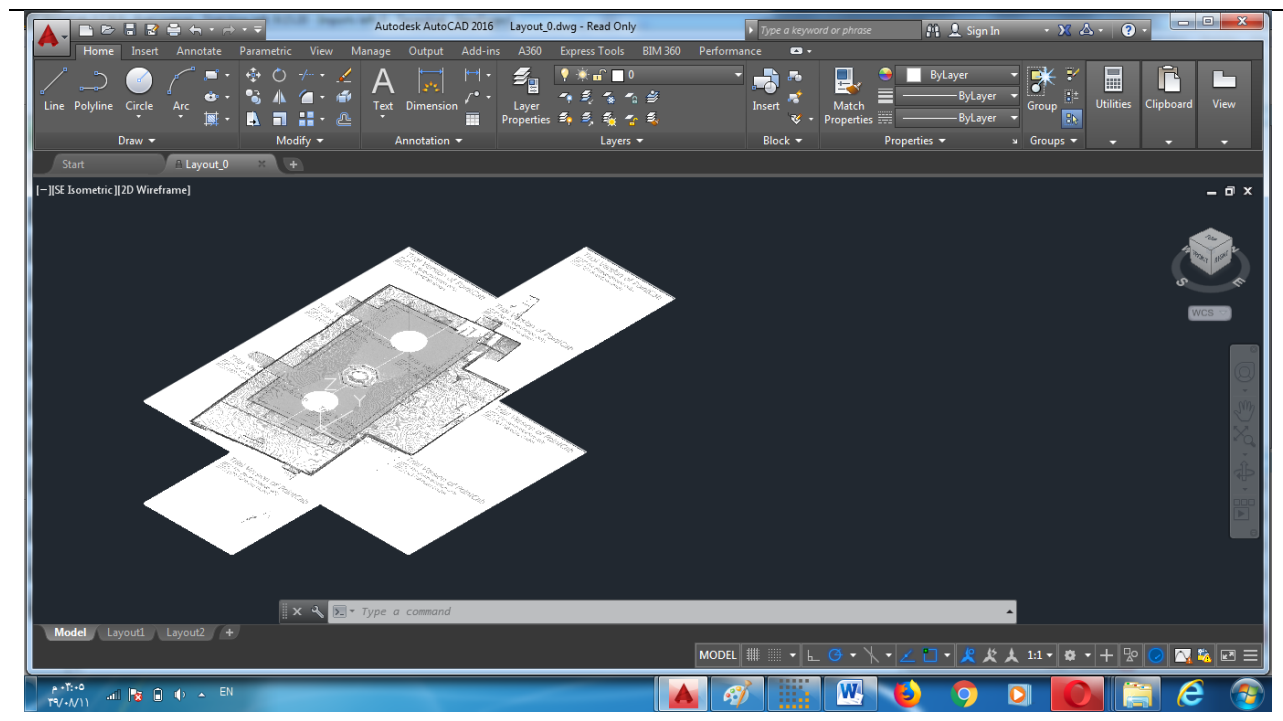 Autodesk AutoCAD 2016 Layout_0.dwg - Read Only
Type a keyword or phrase
Sign In
Home Insert Annotate Parametric View Manage Output Add-ins A360 Express Tools BIM 360 Performance
Line Polyline Circle Arc
Text Dimension
Layer Properties
0
Insert
Match Properties
ByLayer
ByLayer
ByLayer
Group
Utilities Clipboard View
Draw Modify Annotation Layers Block Properties Groups
Start Layout_0
[−][SE Isometric][2D Wireframe]
TOP
FRONT RIGHT
S E
WCS
Z
Y
Type a command
Model Layout1 Layout2 +
MODEL 1:1
EN